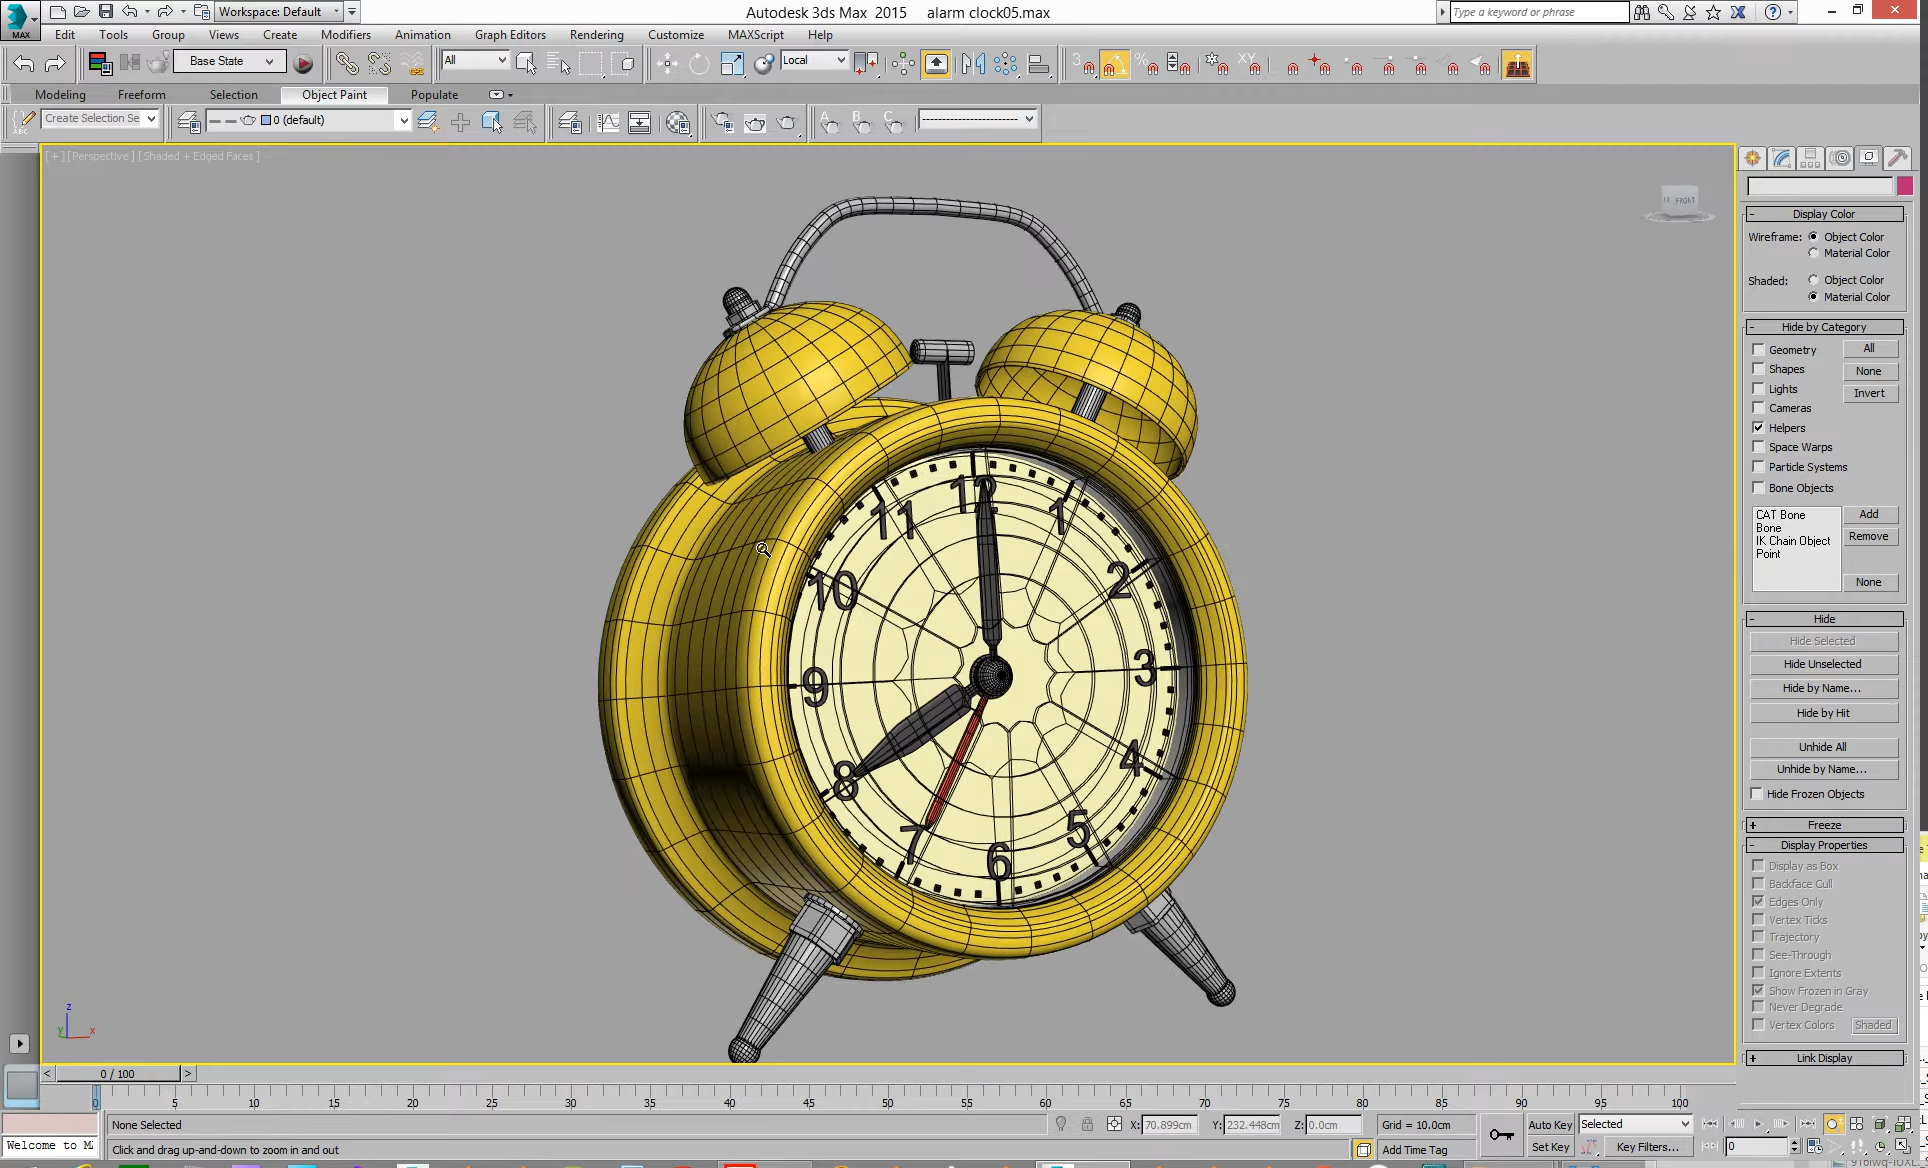 Workspace: Default
Autodesk 3ds Max 2015 alarm clock05.max
Type a keyword or phrase
MAX
Edit Tools Group Views Create Modifiers Animation Graph Editors Rendering Customize MAXScript Help
Base State
All
Local
Modeling Freeform Selection Object Paint Populate
Create Selection Se
0 (default)
[+] [Perspective ] [Shaded + Edged Faces ]
FRONT
Display Color
Wireframe: Object Color
Material Color
Shaded: Object Color
Material Color
Hide by Category
Geometry All
Shapes None
Lights Invert
Cameras
Helpers
Space Warps
Particle Systems
Bone Objects
CAT Bone
Bone
IK Chain Object
Point
Add
Remove
None
Hide
Hide Selected
Hide Unselected
Hide by Name...
Hide by Hit
Unhide All
Unhide by Name...
Hide Frozen Objects
Freeze
Display Properties
Display as Box
Backface Cull
Edges Only
Vertex Ticks
Trajectory
See-Through
Ignore Extents
Show Frozen in Gray
Never Degrade
Vertex Colors Shaded
Link Display
12
1
2
3
4
5
6
7
8
9
10
11
z
y x
0 / 100
0 5 10 15 20 25 30 35 40 45 50 55 60 65 70 75 80 85 90 95 100
None Selected X: 70.899cm Y: 232.448cm Z: 0.0cm Grid = 10.0cm Auto Key Selected
Welcome to M
Click and drag up-and-down to zoom in and out Add Time Tag Set Key Key Filters... 0